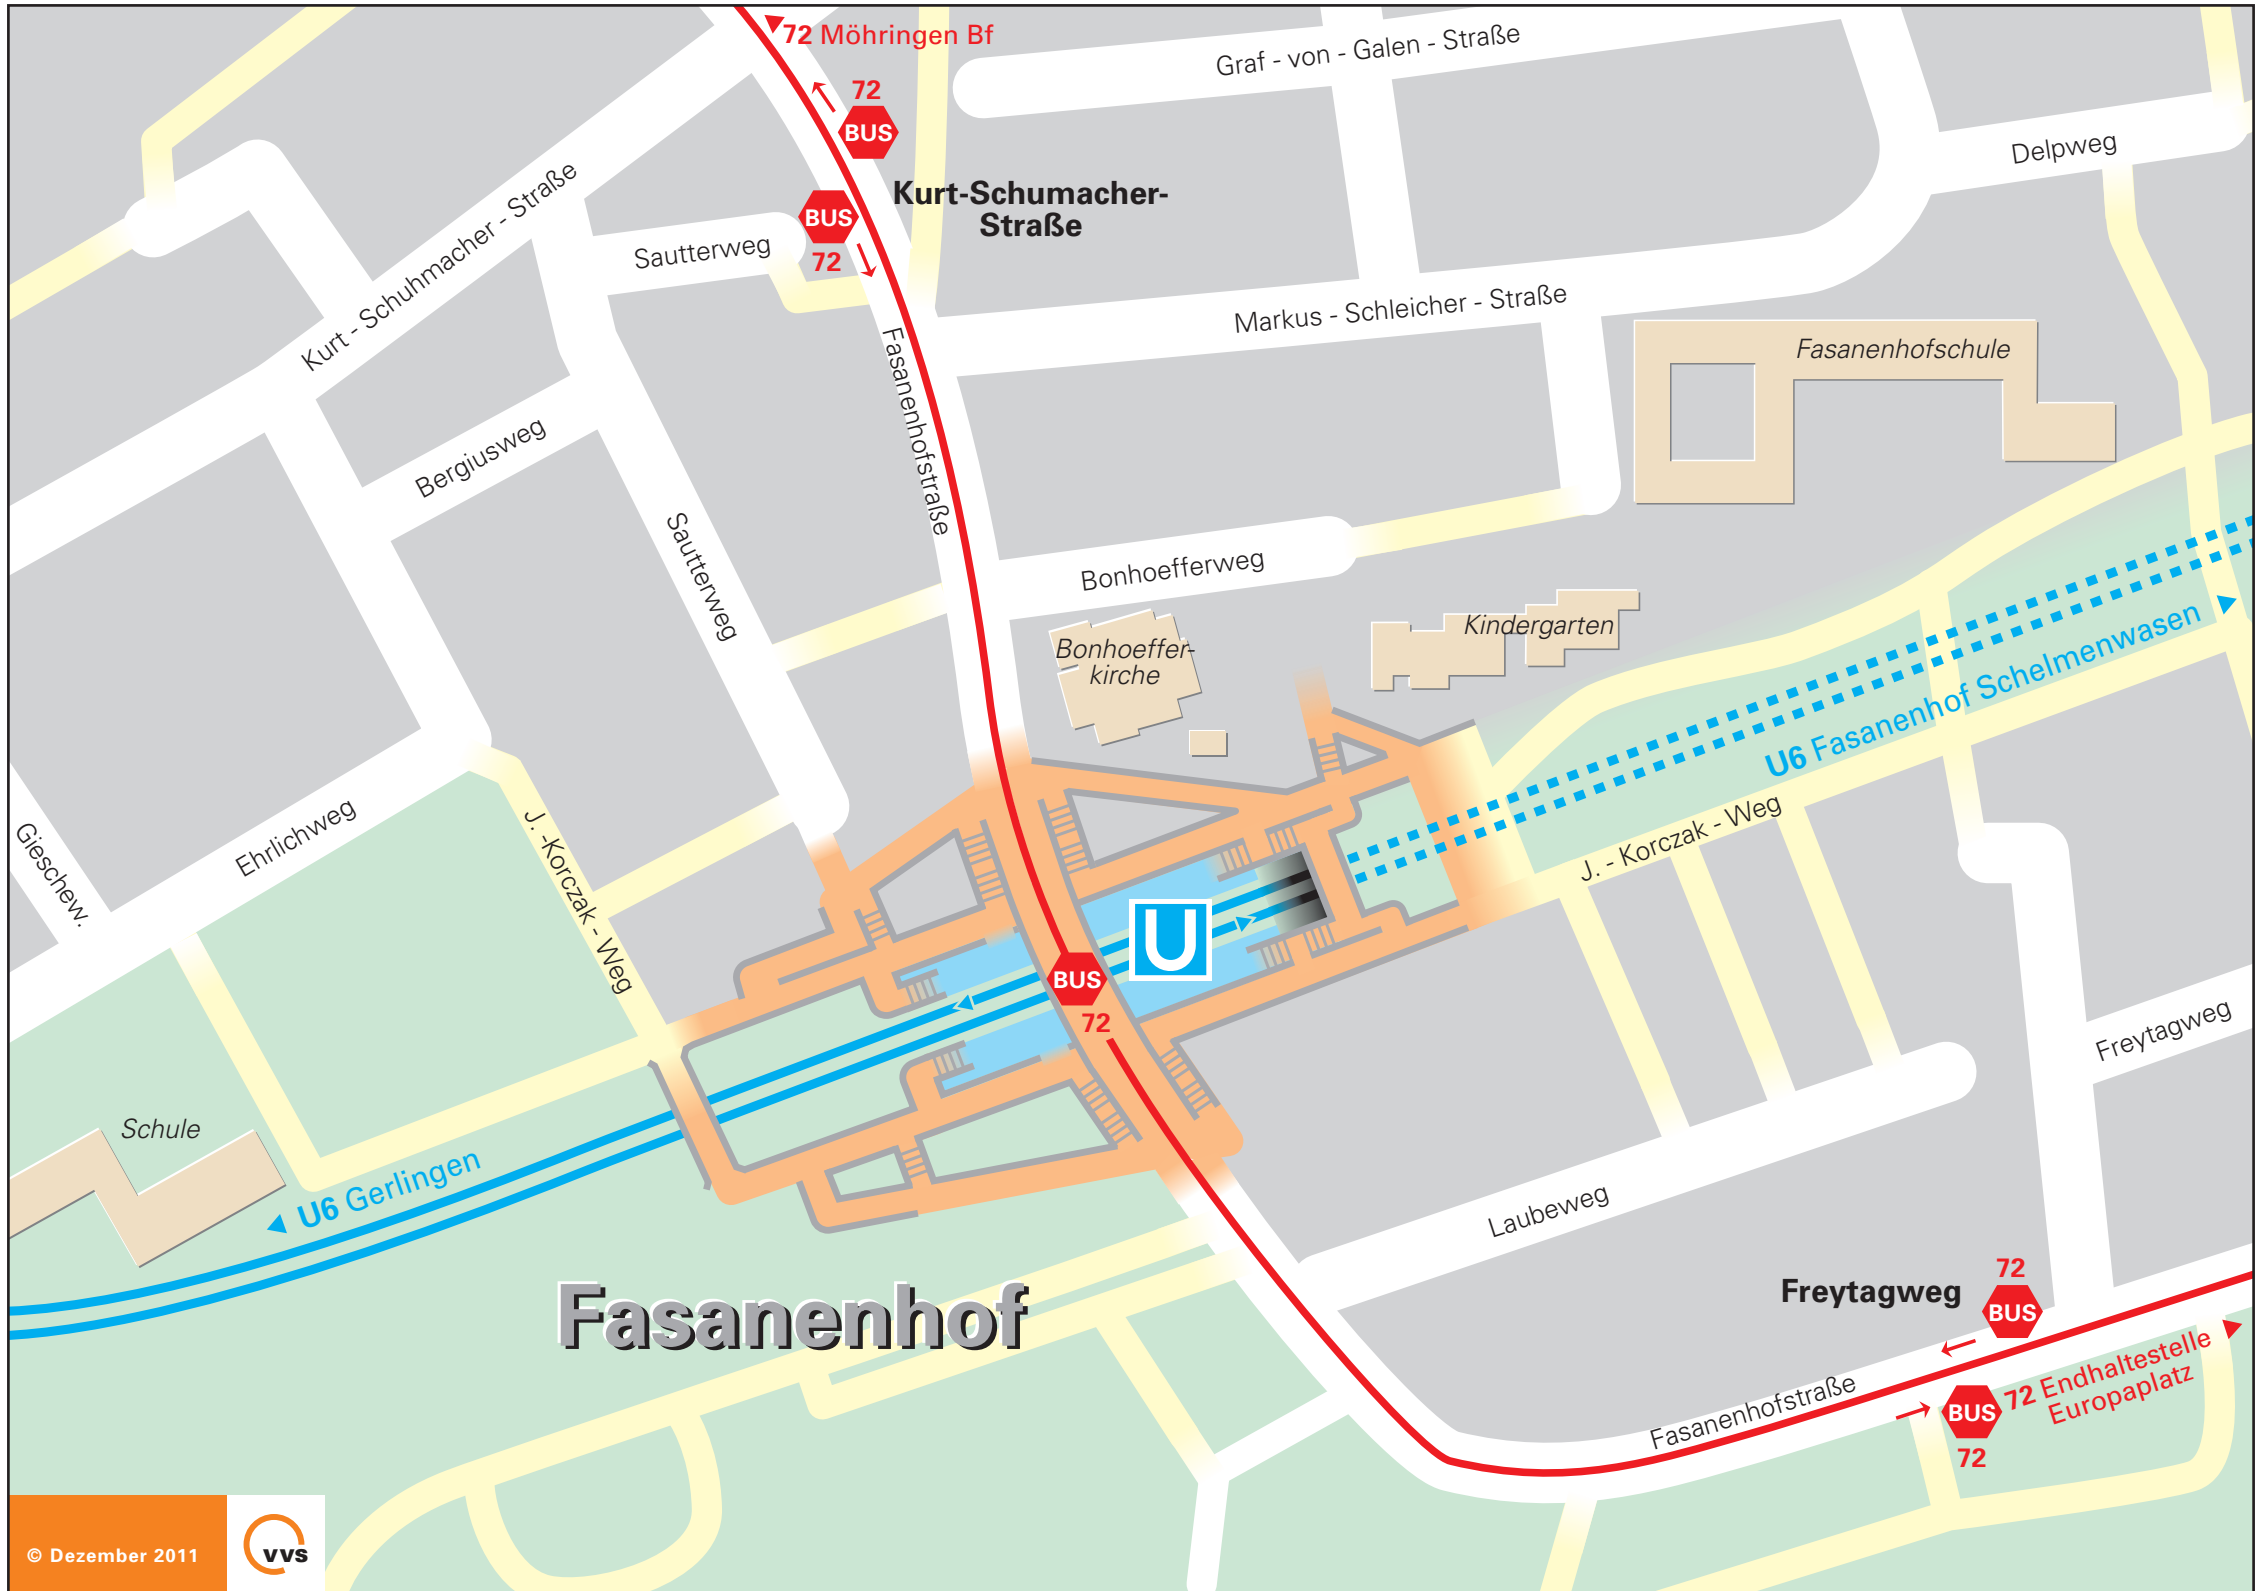 72 Möhringen Bf
Graf - von - Galen - Straße
72
BUS
Delpweg
Kurt - Schuhmacher - Straße
Kurt-Schumacher-
Straße
BUS
72
Sautterweg
Markus - Schleicher - Straße
Fasanenhofstraße
Fasanenhofschule
Bergiusweg
Sautterweg
Bonhoefferweg
Bonhoeffer-
kirche
Kindergarten
U6 Fasanenhof Schelmenwasen
J. - Korczak - Weg
Gieschew.
Ehrlichweg
J. -Korczak - Weg
U
BUS
72
Freytagweg
Schule
U6 Gerlingen
Laubeweg
Fasanenhof
Freytagweg
72
BUS
Fasanenhofstraße
72 Endhaltestelle
Europaplatz
BUS
72
© Dezember 2011
vvs